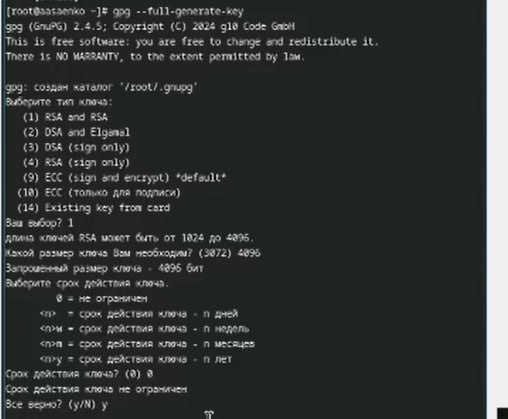 [root@aasaenko ~]# gpg --full-generate-key
gpg (GnuPG) 2.4.5; Copyright (C) 2024 g10 Code GmbH
This is free software: you are free to change and redistribute it.
There is NO WARRANTY, to the extent permitted by law.
gpg: создан каталог '/root/.gnupg'
Выберите тип ключа:
(1) RSA and RSA
(2) DSA and Elgamal
(3) DSA (sign only)
(4) RSA (sign only)
(9) ECC (sign and encrypt) *default*
(10) ECC (только для подписи)
(14) Existing key from card
Ваш выбор? 1
длина ключей RSA может быть от 1024 до 4096.
Какой размер ключа Вам необходим? (3072) 4096
Запрошенный размер ключа - 4096 бит
Выберите срок действия ключа.
0 = не ограничен
<n> = срок действия ключа - n дней
<n>w = срок действия ключа - n недель
<n>m = срок действия ключа - n месяцев
<n>y = срок действия ключа - n лет
Срок действия ключа? (0) 0
Срок действия ключа не ограничен
Все верно? (y/N) y